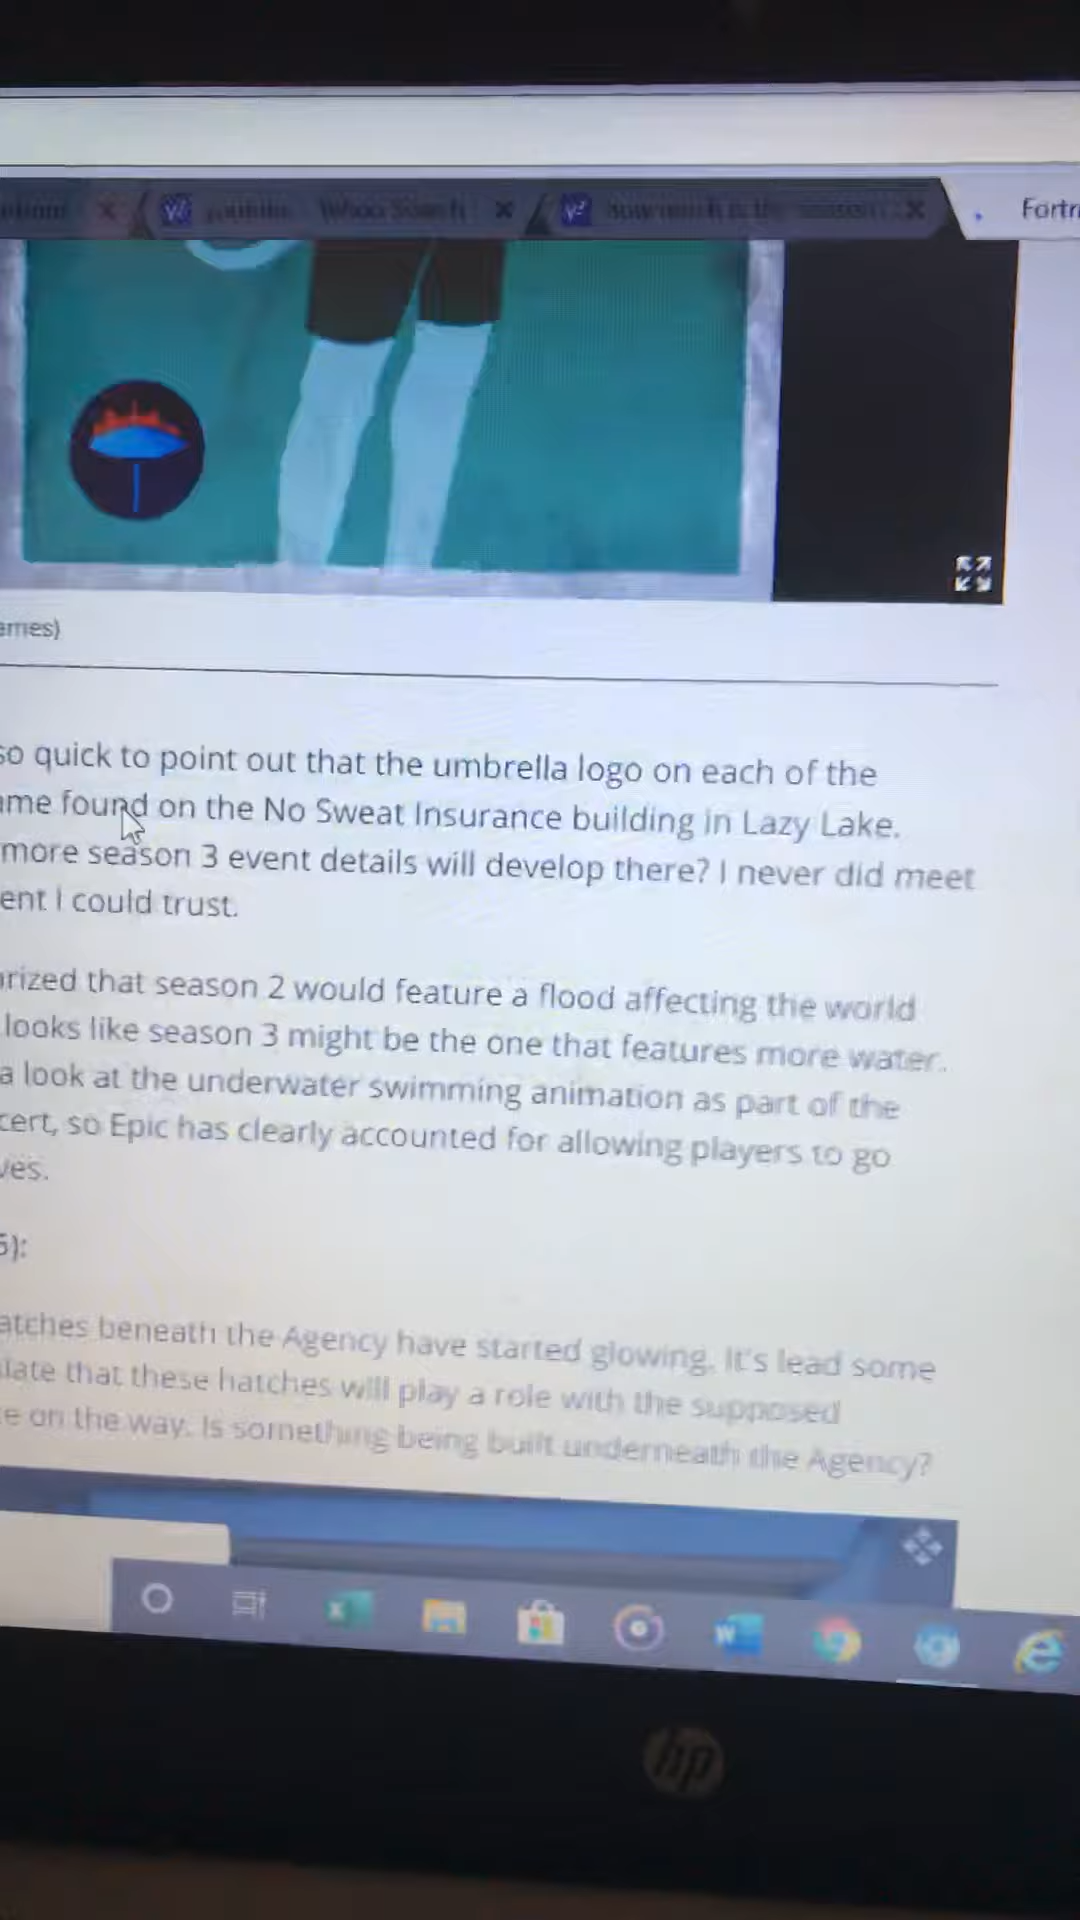 Fortn
ames)
so quick to point out that the umbrella logo on each of the
ame found on the No Sweat Insurance building in Lazy Lake.
more season 3 event details will develop there? I never did meet
ent I could trust.
orized that season 2 would feature a flood affecting the world
looks like season 3 might be the one that features more water.
a look at the underwater swimming animation as part of the
cert, so Epic has clearly accounted for allowing players to go
ves.
5):
atches beneath the Agency have started glowing. It's lead some
ulate that these hatches will play a role with the supposed
e on the way. Is something being built underneath the Agency?
hp